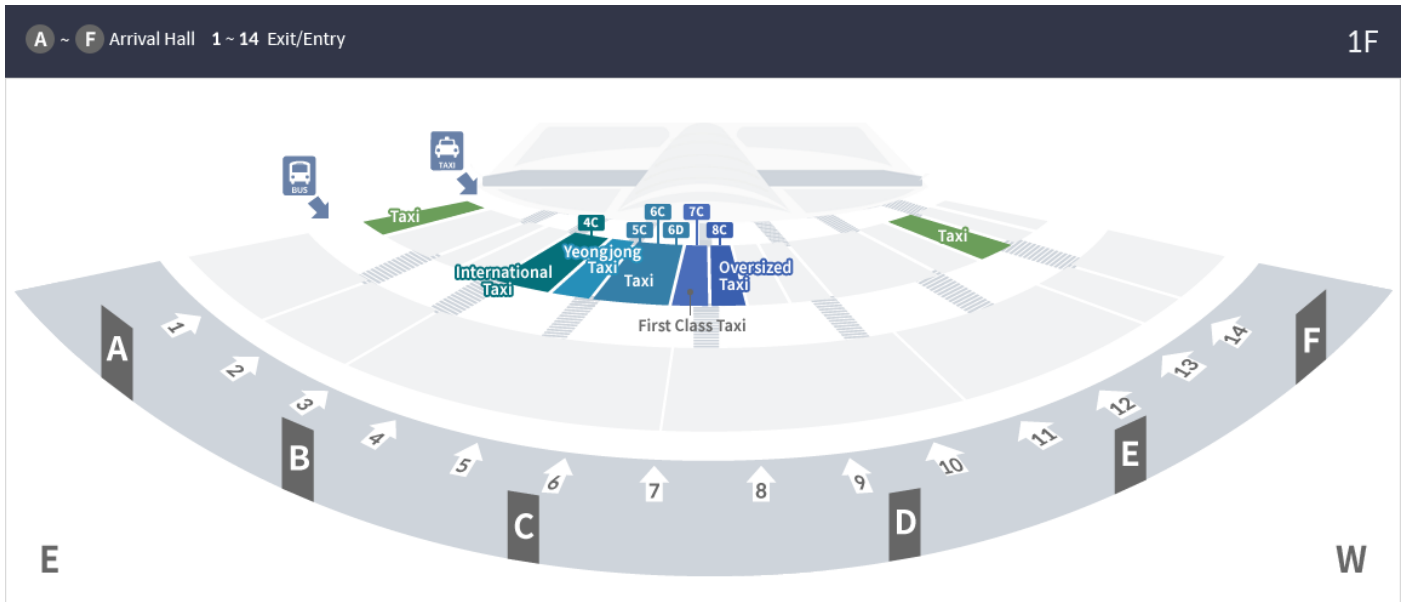 A ~ F Arrival Hall 1 ~ 14 Exit/Entry
1F
TAXI
BUS
Taxi
4C
6C
7C
5C
6D
8C
Taxi
International
Taxi
Yeongjong
Taxi
Taxi
Oversized
Taxi
First Class Taxi
A
1
2
3
4
5
6
7
8
9
10
11
12
13
14
F
B
E
C
D
E
W